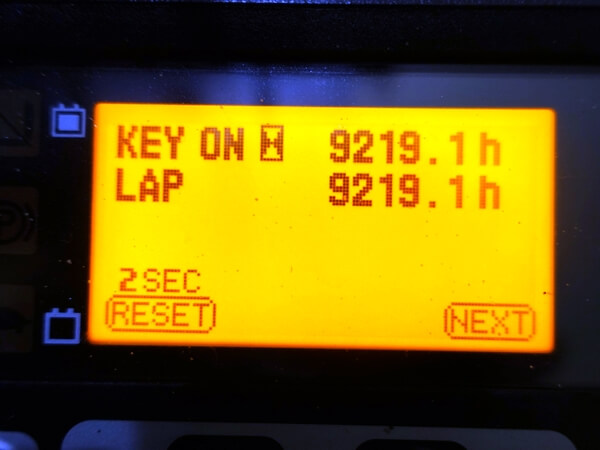 KEY ON 9219.1h
LAP 9219.1h
2SEC
RESET
NEXT